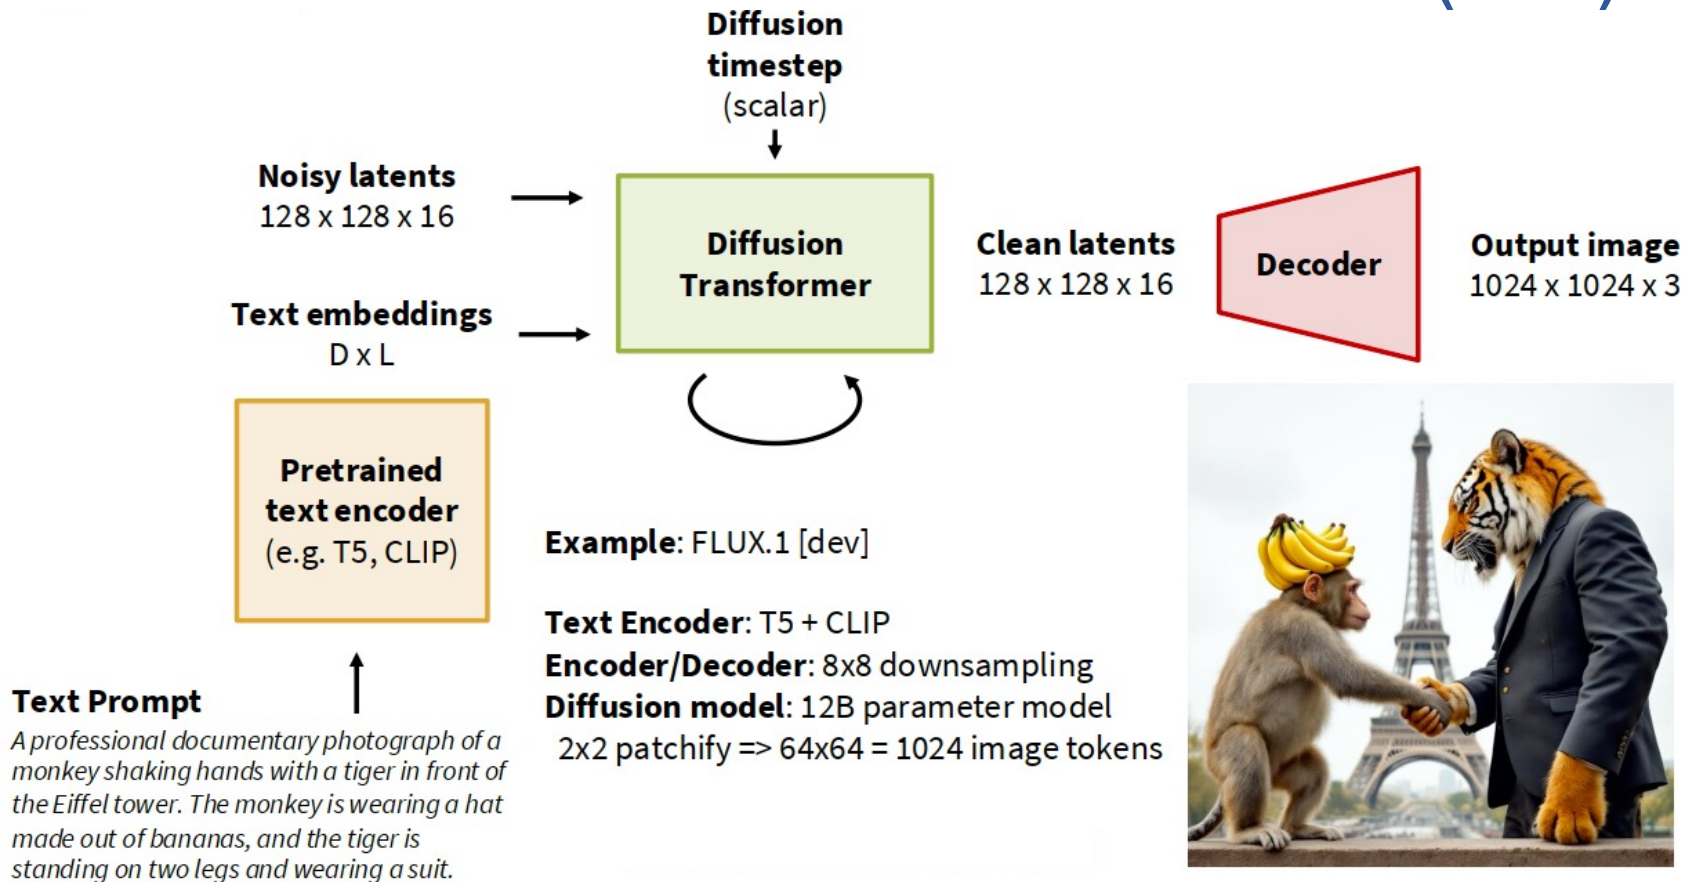 Diffusion
timestep
(scalar)
Noisy latents
128 x 128 x 16
Text embeddings
D x L
Diffusion
Transformer
Clean latents
128 x 128 x 16
Decoder
Output image
1024 x 1024 x 3
Pretrained
text encoder
(e.g. T5, CLIP)
Text Prompt
A professional documentary photograph of a
monkey shaking hands with a tiger in front of
the Eiffel tower. The monkey is wearing a hat
made out of bananas, and the tiger is
standing on two legs and wearing a suit.
Example: FLUX.1 [dev]
Text Encoder: T5 + CLIP
Encoder/Decoder: 8x8 downsampling
Diffusion model: 12B parameter model
2x2 patchify => 64x64 = 1024 image tokens